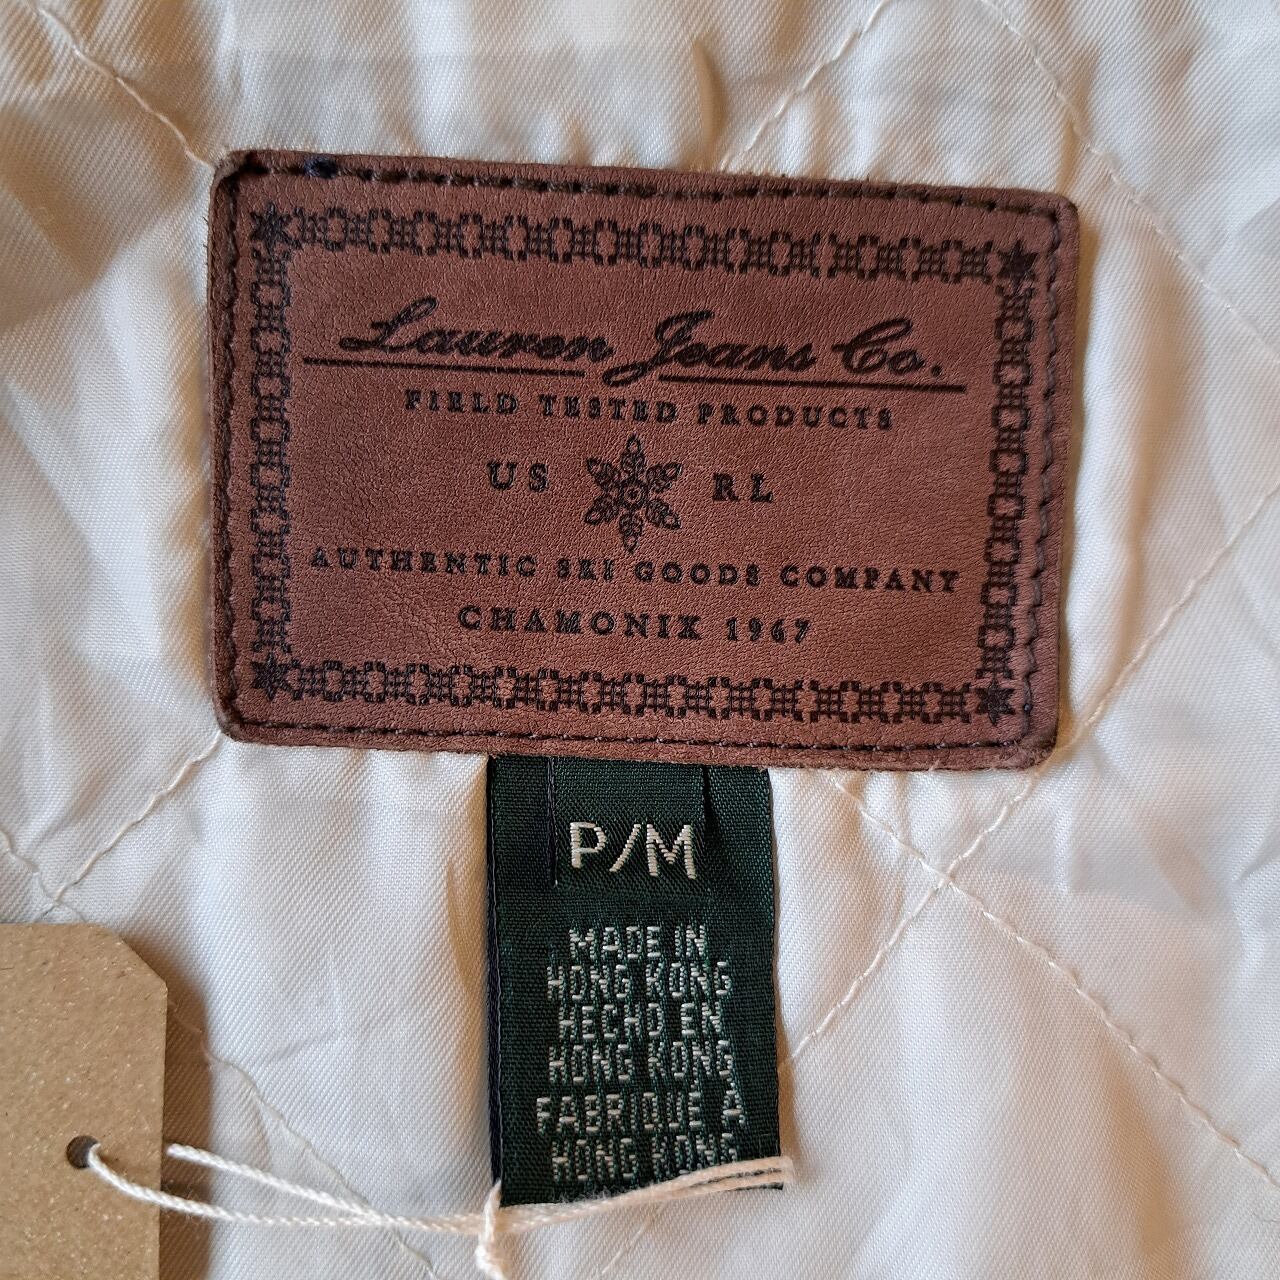 Lauren Jeans Co.
FIELD TESTED PRODUCTS
US RL
AUTHENTIC SKI GOODS COMPANY
CHAMONIX 1967
P/M
MADE IN
HONG KONG
HECHO EN
HONG KONG
FABRIQUÉ À
HONG KONG